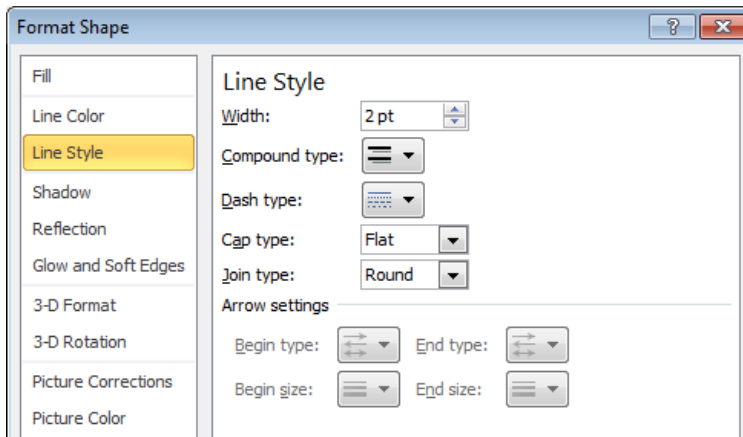 Format Shape
?
Fill
Line Color
Line Style
Shadow
Reflection
Glow and Soft Edges
3-D Format
3-D Rotation
Picture Corrections
Picture Color
Line Style
Width: 2 pt
Compound type:
Dash type:
Cap type: Flat
Join type: Round
Arrow settings
Begin type: End type:
Begin size: End size: